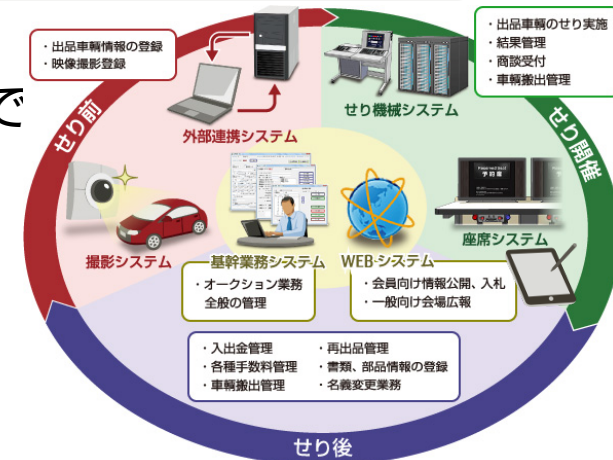 ・出品車輌情報の登録
・映像撮影登録
・出品車輌のせり実施
・結果管理
・商談受付
・車輌搬出管理
で
せり前
外部連携システム
せり機械システム
せり開催
Reserved Seat
予約席
撮影システム
基幹業務システム
WEBシステム
座席システム
・オークション業務
全般の管理
・会員向け情報公開、入札
・一般向け会場広報
・入出金管理
・各種手数料管理
・車輌搬出管理
・再出品管理
・書類、部品情報の登録
・名義変更業務
せり後